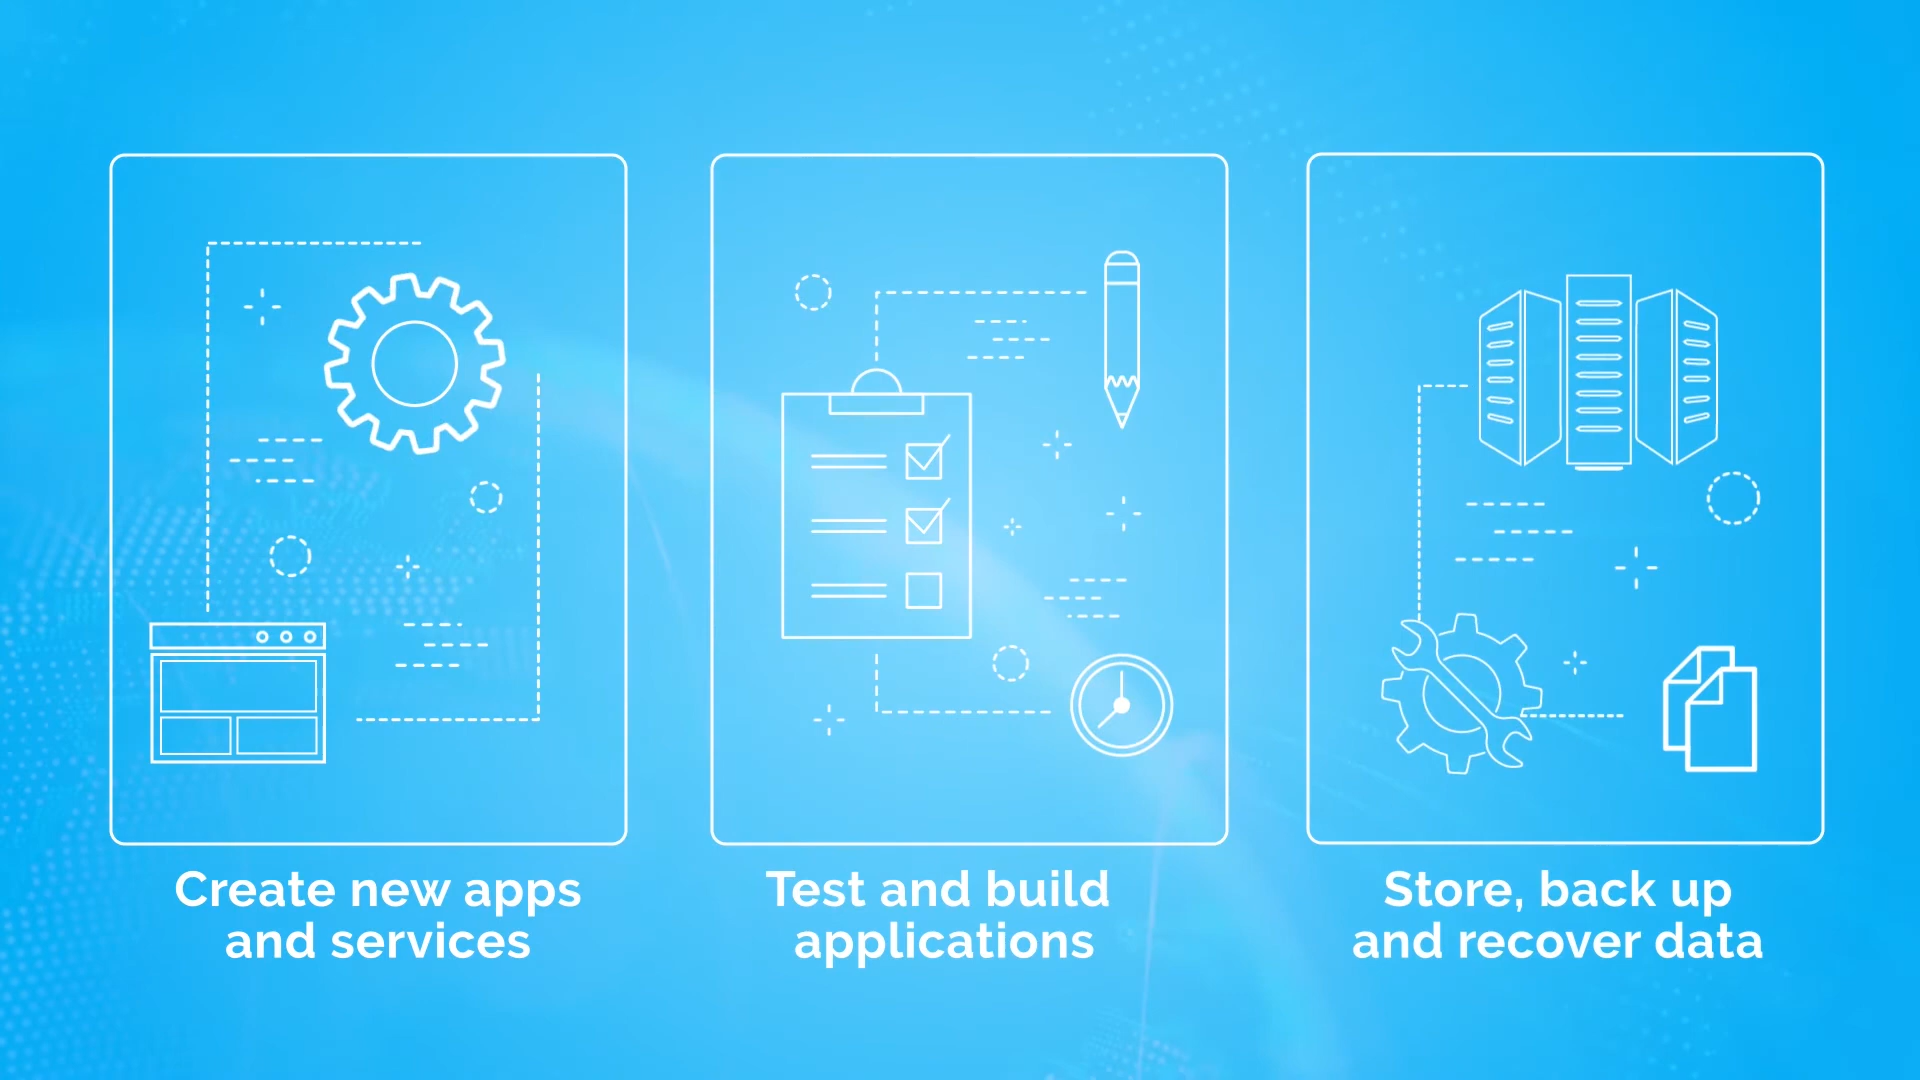 Create new apps
and services
Test and build
applications
Store, back up
and recover data